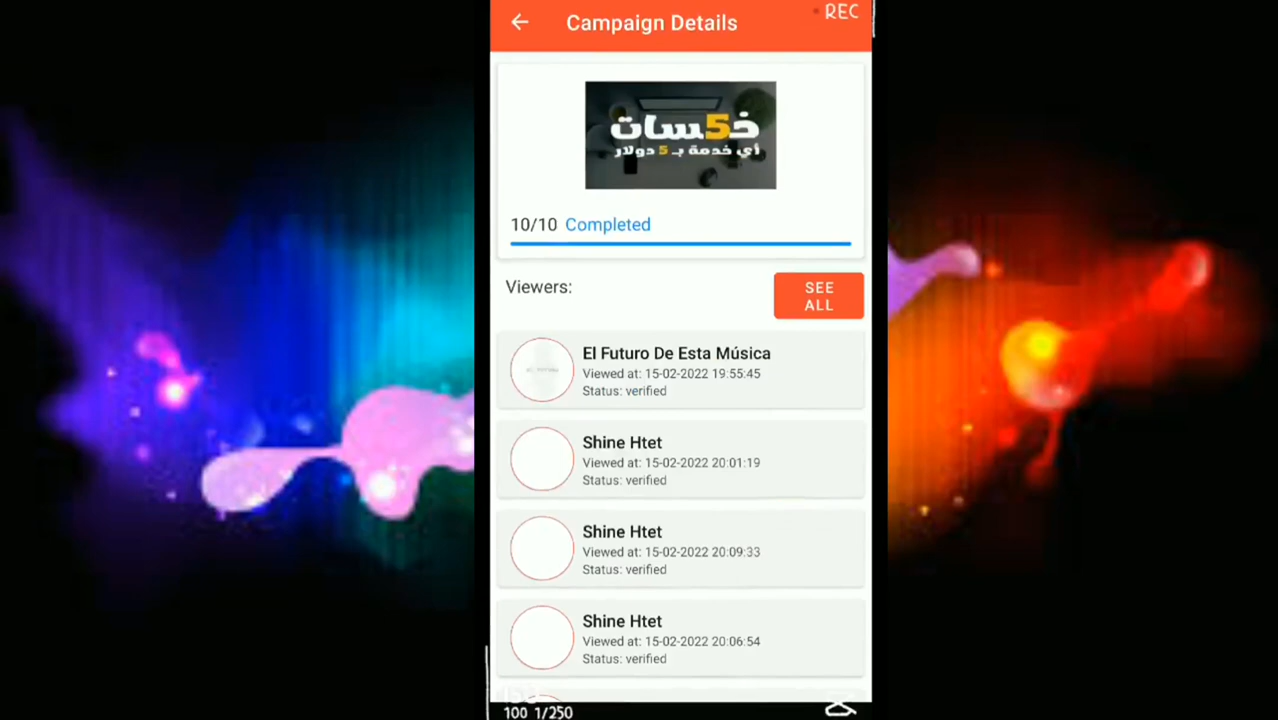 REC
Campaign Details
خ5سات
أي خدمة بـ 5 دولار
10/10 Completed
Viewers:
SEE
ALL
El Futuro De Esta Música
Viewed at: 15-02-2022 19:55:45
Status: verified
Shine Htet
Viewed at: 15-02-2022 20:01:19
Status: verified
Shine Htet
Viewed at: 15-02-2022 20:09:33
Status: verified
Shine Htet
Viewed at: 15-02-2022 20:06:54
Status: verified
100 1/250